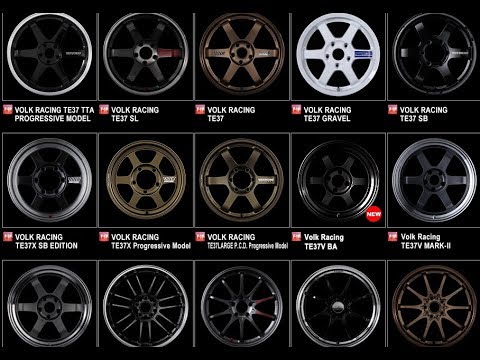 VOLK RACING TE37 TTA
PROGRESSIVE MODEL
VOLK RACING
TE37 SL
VOLK RACING
TE37
VOLK RACING
TE37 GRAVEL
VOLK RACING
TE37 SB
VOLK RACING
TE37X SB EDITION
VOLK RACING
TE37X Progressive Model
VOLK RACING
TE37LARGE P.C.D. Progressive Model
NEW
Volk Racing
TE37V BA
Volk Racing
TE37V MARK-II